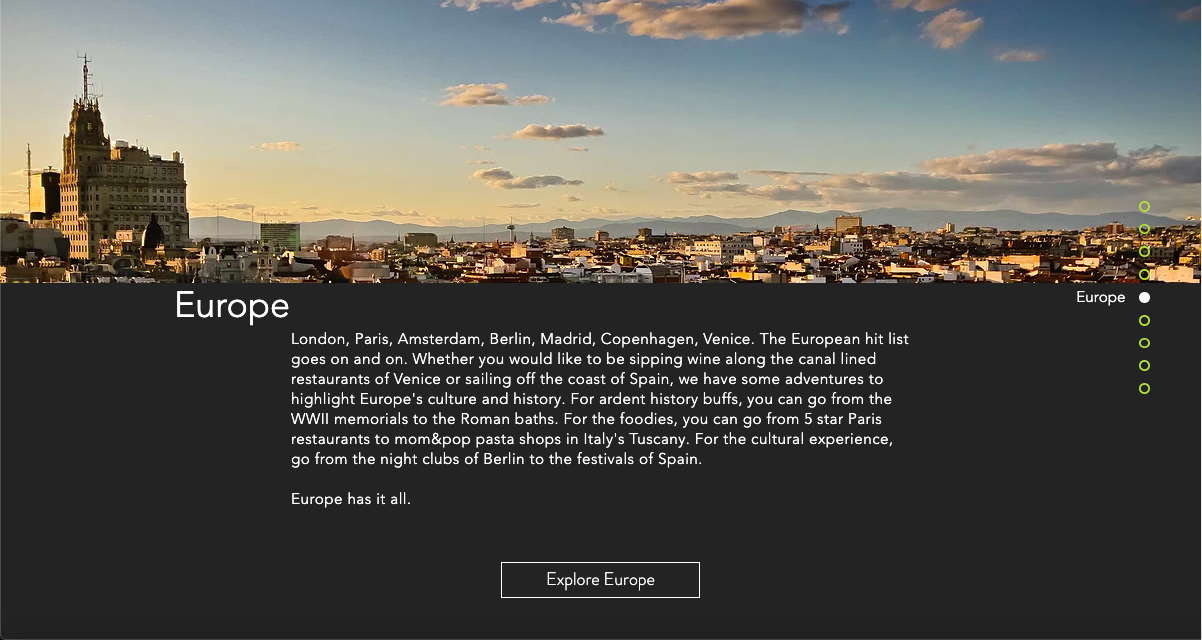 Europe
Europe
London, Paris, Amsterdam, Berlin, Madrid, Copenhagen, Venice. The European hit list
goes on and on. Whether you would like to be sipping wine along the canal lined
restaurants of Venice or sailing off the coast of Spain, we have some adventures to
highlight Europe's culture and history. For ardent history buffs, you can go from the
WWII memorials to the Roman baths. For the foodies, you can go from 5 star Paris
restaurants to mom&pop pasta shops in Italy's Tuscany. For the cultural experience,
go from the night clubs of Berlin to the festivals of Spain.
Europe has it all.
Explore Europe